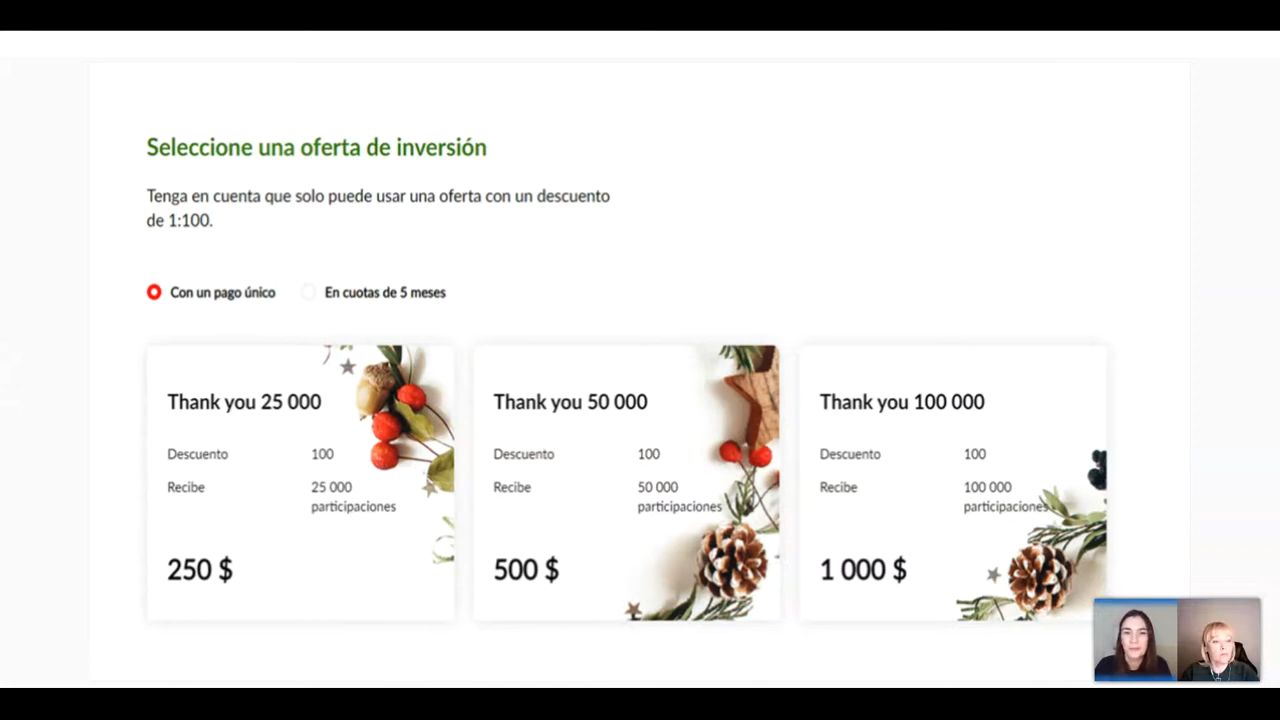 Seleccione una oferta de inversión
Tenga en cuenta que solo puede usar una oferta con un descuento
de 1:100.
Con un pago único
En cuotas de 5 meses
Thank you 25 000
Descuento 100
Recibe 25 000
participaciones
250 $
Thank you 50 000
Descuento 100
Recibe 50 000
participaciones
500 $
Thank you 100 000
Descuento 100
Recibe 100 000
participaciones
1 000 $